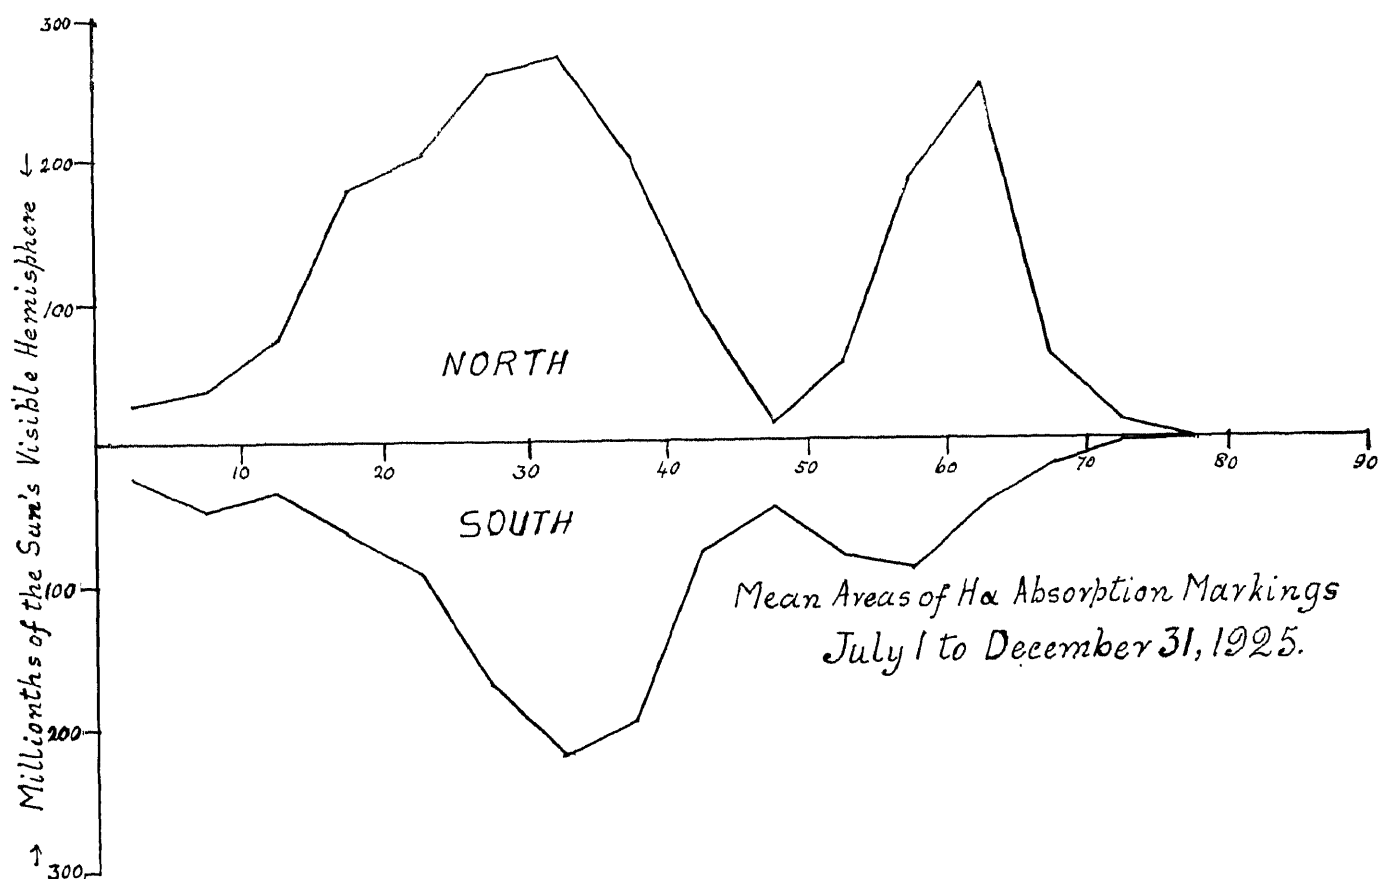 300
200
100
NORTH
10 20 30 40 50 60 70 80 90
SOUTH
100
200
300
→ Millionths of the Sun's Visible Hemisphere ←
Mean Areas of Hα Absorption Markings
July 1 to December 31, 1925.